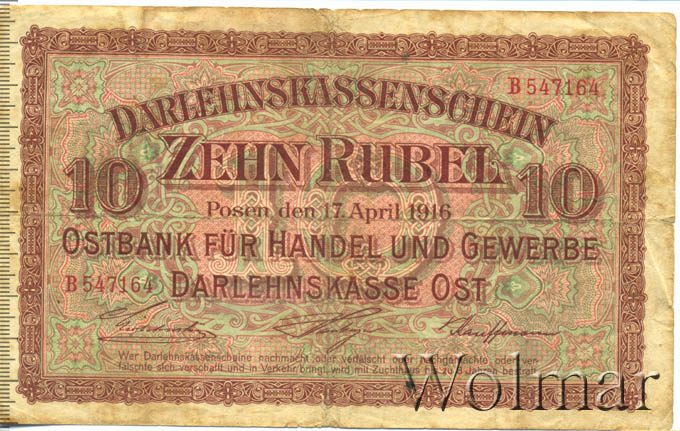 B 547164
DARLEHNSKASSENSCHEIN
ZEHN RUBEL
10 10
Posen den 17. April 1916
OSTBANK FÜR HANDEL UND GEWERBE
B 547164 DARLEHNSKASSE OST
Kauffmann
Wer Darlehnskassenscheine nachmacht oder verfälscht oder nachgemachte oder ver-
fälschte sich verschafft und in Verkehr bringt, wird mit Zuchthaus bis zu 8 Jahren bestraft.
Wolmar